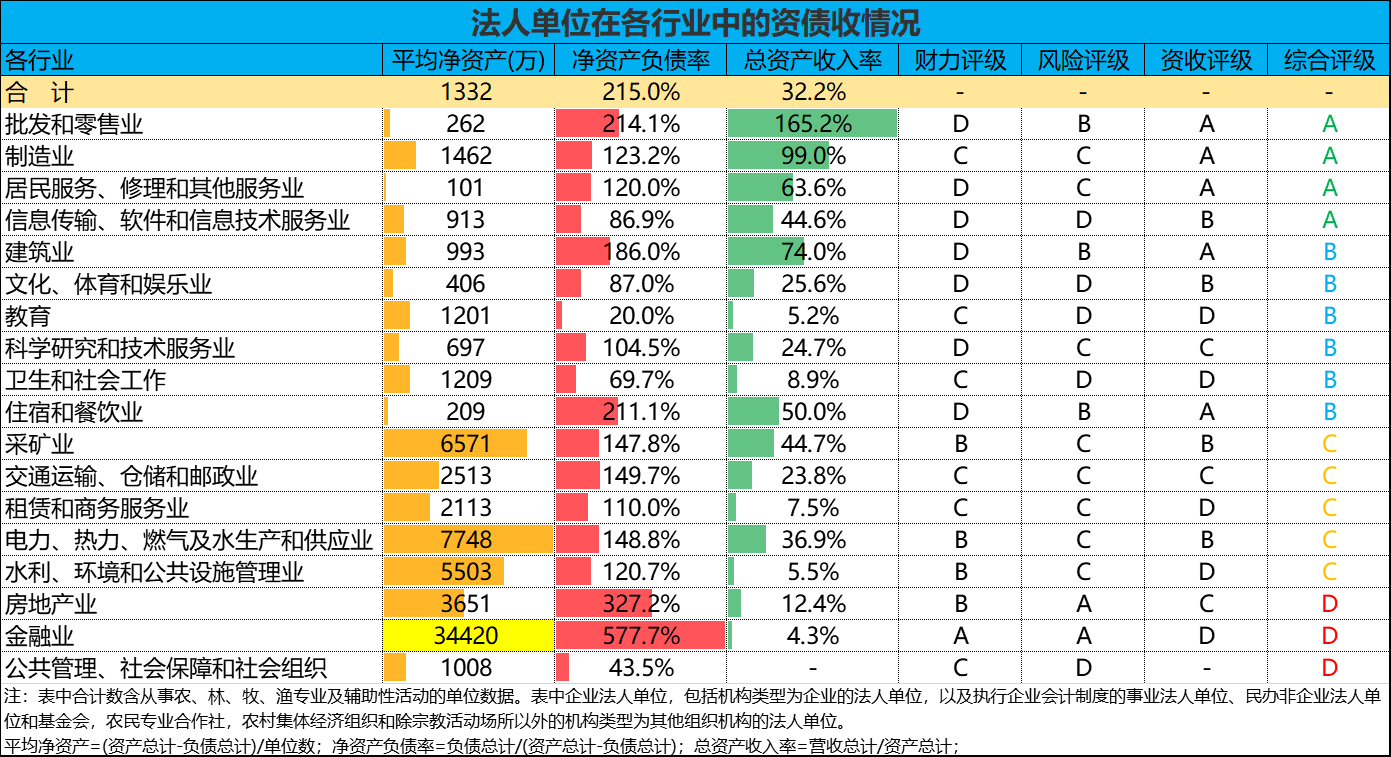 法人单位在各行业中的资债收情况
各行业 平均净资产(万) 净资产负债率 总资产收入率 财力评级 风险评级 资收评级 综合评级
合 计 1332 215.0% 32.2% - - - -
批发和零售业 262 214.1% 165.2% D B A A
制造业 1462 123.2% 99.0% C C A A
居民服务、修理和其他服务业 101 120.0% 63.6% D C A A
信息传输、软件和信息技术服务业 913 86.9% 44.6% D D B A
建筑业 993 186.0% 74.0% D B A B
文化、体育和娱乐业 406 87.0% 25.6% D D B B
教育 1201 20.0% 5.2% C D D B
科学研究和技术服务业 697 104.5% 24.7% D C C B
卫生和社会工作 1209 69.7% 8.9% C D D B
住宿和餐饮业 209 211.1% 50.0% D B A B
采矿业 6571 147.8% 44.7% B C B C
交通运输、仓储和邮政业 2513 149.7% 23.8% C C C C
租赁和商务服务业 2113 110.0% 7.5% C C D C
电力、热力、燃气及水生产和供应业 7748 148.8% 36.9% B C B C
水利、环境和公共设施管理业 5503 120.7% 5.5% B C D C
房地产业 3651 327.2% 12.4% B A C D
金融业 34420 577.7% 4.3% A A D D
公共管理、社会保障和社会组织 1008 43.5% - C D - D
注：表中合计数含从事农、林、牧、渔专业及辅助性活动的单位数据。表中企业法人单位，包括机构类型为企业的法人单位，以及执行企业会计制度的事业法人单位、民办非企业法人单
位和基金会，农民专业合作社，农村集体经济组织和除宗教活动场所以外的机构类型为其他组织机构的法人单位。
平均净资产=(资产总计-负债总计)/单位数；净资产负债率=负债总计/(资产总计-负债总计)；总资产收入率=营收总计/资产总计；